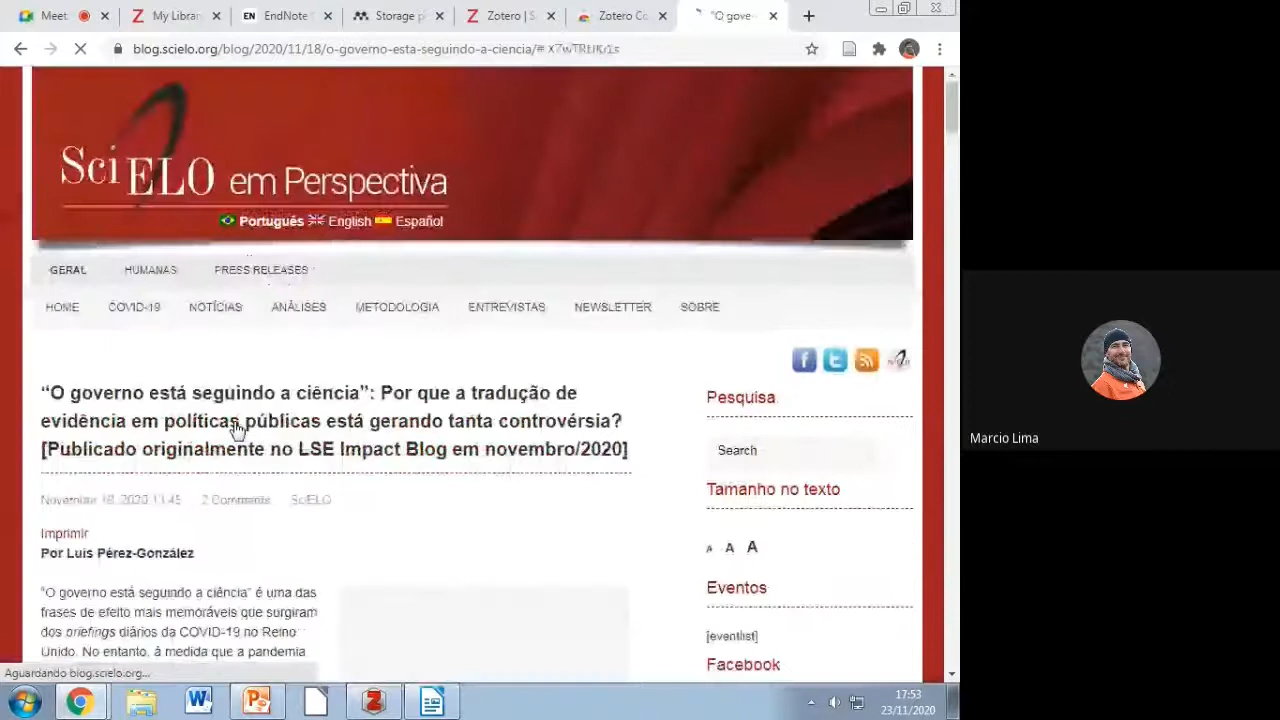 Meet
My Librar
EN EndNote
Storage p
Zotero | S
Zotero Co
"O gove
blog.scielo.org/blog/2020/11/18/o-governo-esta-seguindo-a-ciencia/#
SciELO em Perspectiva
Português English Español
GERAL HUMANAS PRESS RELEASES
HOME COVID-19 NOTÍCIAS ANÁLISES METODOLOGIA ENTREVISTAS NEWSLETTER SOBRE
“O governo está seguindo a ciência”: Por que a tradução de
evidência em políticas públicas está gerando tanta controvérsia?
[Publicado originalmente no LSE Impact Blog em novembro/2020]
November 18, 2020 11:45 2 Comments SciELO
Imprimir
Por Luis Pérez-González
“O governo está seguindo a ciência” é uma das
frases de efeito mais memoráveis que surgiram
dos briefings diários da COVID-19 no Reino
Unido. No entanto, à medida que a pandemia
Pesquisa
Search
Tamanho no texto
A A A
Eventos
[eventlist]
Facebook
Aguardando blog.scielo.org...
17:53
23/11/2020
Marcio Lima